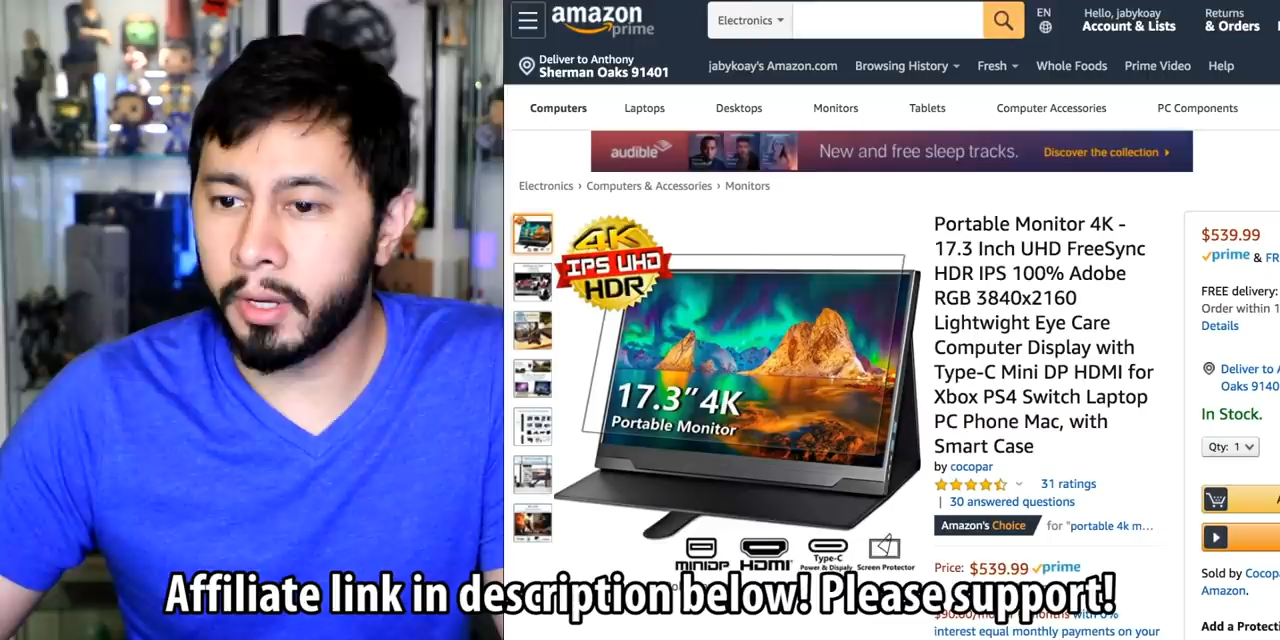 amazon
prime
Electronics
EN
Hello, jabykoay
Account & Lists
Returns
& Orders
Deliver to Anthony
Sherman Oaks 91401
jabykoay's Amazon.com
Browsing History
Fresh
Whole Foods
Prime Video
Help
Computers
Laptops
Desktops
Monitors
Tablets
Computer Accessories
PC Components
audible
New and free sleep tracks.
Discover the collection
Electronics › Computers & Accessories › Monitors
4K
IPS UHD
HDR
17.3" 4K
Portable Monitor
MINIDP
HDMI
Type-C
Power & Display
Screen Protector
Portable Monitor 4K -
17.3 Inch UHD FreeSync
HDR IPS 100% Adobe
RGB 3840x2160
Lightwight Eye Care
Computer Display with
Type-C Mini DP HDMI for
Xbox PS4 Switch Laptop
PC Phone Mac, with
Smart Case
by cocopar
31 ratings
| 30 answered questions
Amazon's Choice
for "portable 4k m...
Price: $539.99 prime
interest equal monthly payments on your
$539.99
prime & FR
FREE delivery:
Order within 1
Details
Deliver to A
Oaks 9140
In Stock.
Qty: 1
Sold by Cocop
Amazon.
Add a Protecti
Affiliate link in description below! Please support!